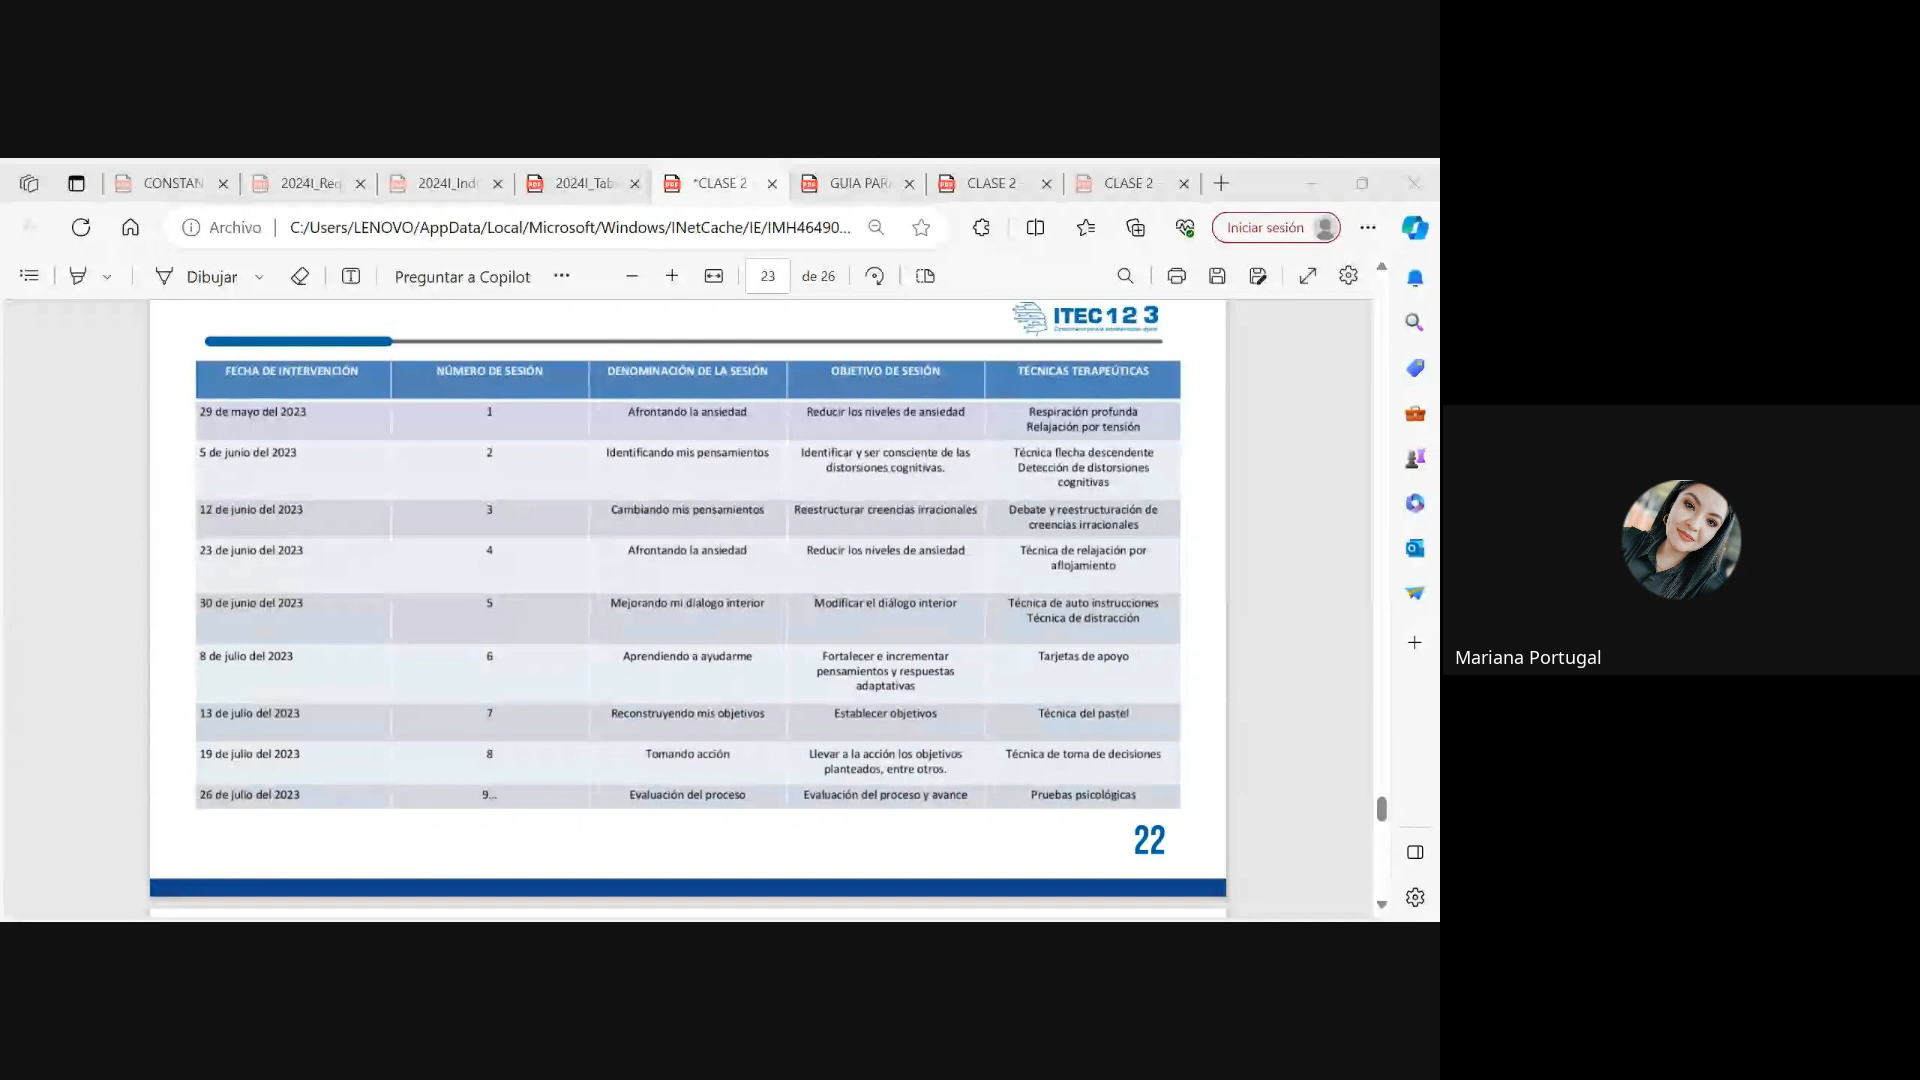 CONSTAN
2024I_Req
2024I_Indi
2024I_Tab
*CLASE 2
GUIA PAR
CLASE 2 -
CLASE 2 -
Archivo
C:/Users/LENOVO/AppData/Local/Microsoft/Windows/INetCache/IE/IMH46490...
Iniciar sesión
Dibujar
Preguntar a Copilot
23
de 26
ITEC 1 2 3
FECHA DE INTERVENCIÓN
NÚMERO DE SESIÓN
DENOMINACIÓN DE LA SESIÓN
OBJETIVO DE SESIÓN
TÉCNICAS TERAPEÚTICAS
29 de mayo del 2023
1
Afrontando la ansiedad
Reducir los niveles de ansiedad
Respiración profunda
Relajación por tensión
5 de junio del 2023
2
Identificando mis pensamientos
Identificar y ser consciente de las
distorsiones cognitivas.
Técnica flecha descendente
Detección de distorsiones
cognitivas
12 de junio del 2023
3
Cambiando mis pensamientos
Reestructurar creencias irracionales
Debate y reestructuración de
creencias irracionales
23 de junio del 2023
4
Afrontando la ansiedad
Reducir los niveles de ansiedad
Técnica de relajación por
aflojamiento
30 de junio del 2023
5
Mejorando mi dialogo interior
Modificar el diálogo interior
Técnica de auto instrucciones
Técnica de distracción
8 de julio del 2023
6
Aprendiendo a ayudarme
Fortalecer e incrementar
pensamientos y respuestas
adaptativas
Tarjetas de apoyo
13 de julio del 2023
7
Reconstruyendo mis objetivos
Establecer objetivos
Técnica del pastel
19 de julio del 2023
8
Tomando acción
Llevar a la acción los objetivos
planteados, entre otros.
Técnica de toma de decisiones
26 de julio del 2023
9...
Evaluación del proceso
Evaluación del proceso y avance
Pruebas psicológicas
22
Mariana Portugal